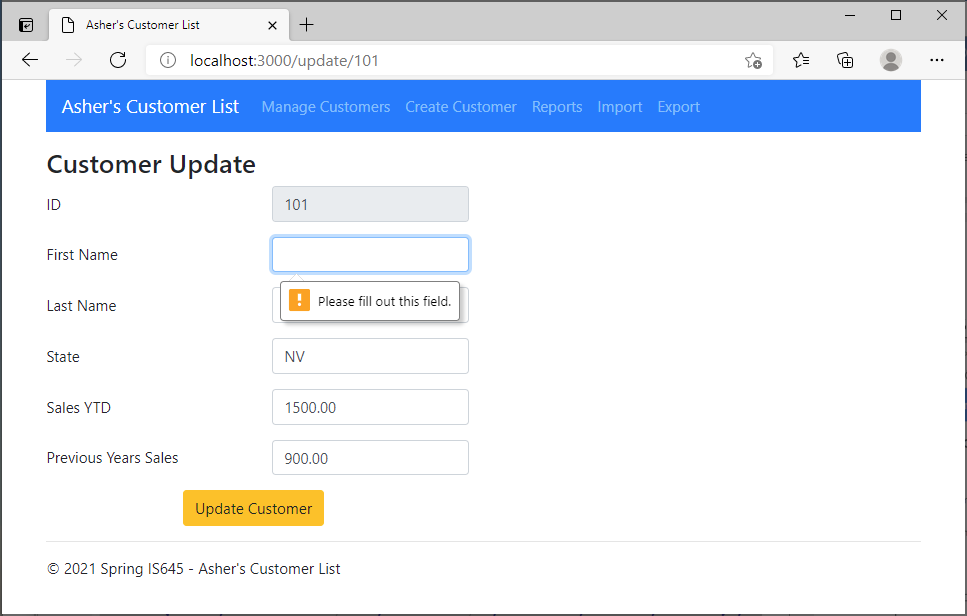 Asher's Customer List
localhost:3000/update/101
Asher's Customer List Manage Customers Create Customer Reports Import Export
Customer Update
ID 101
First Name
Please fill out this field.
Last Name
State NV
Sales YTD 1500.00
Previous Years Sales 900.00
Update Customer
© 2021 Spring IS645 - Asher's Customer List